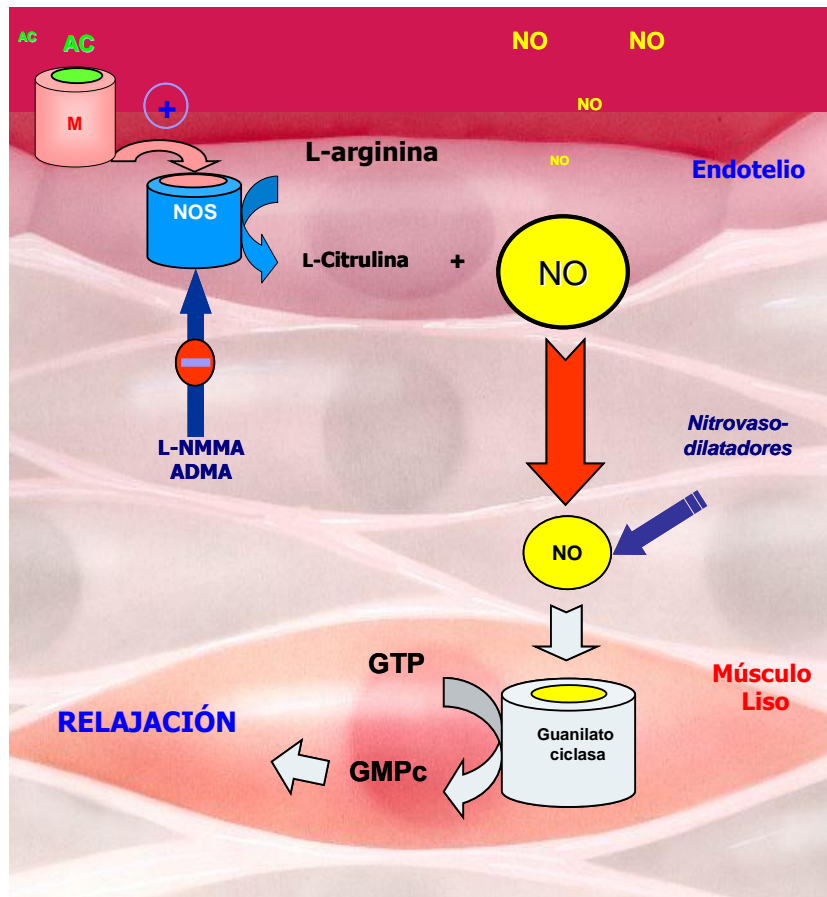 AC
AC
NO
NO
NO
M
+
L-arginina
NO
Endotelio
NOS
L-Citrulina
+
NO
L-NMMA
ADMA
Nitrovaso-
dilatadores
NO
GTP
Músculo
Liso
RELAJACIÓN
Guanilato
ciclasa
GMPc